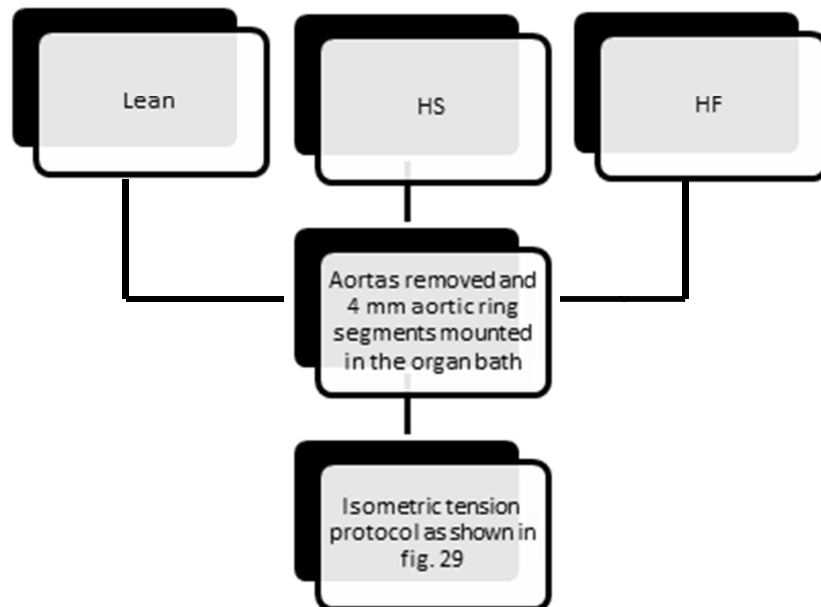 Lean
HS
HF
Aortas removed and
4 mm aortic ring
segments mounted
in the organ bath
Isometric tension
protocol as shown in
fig. 29